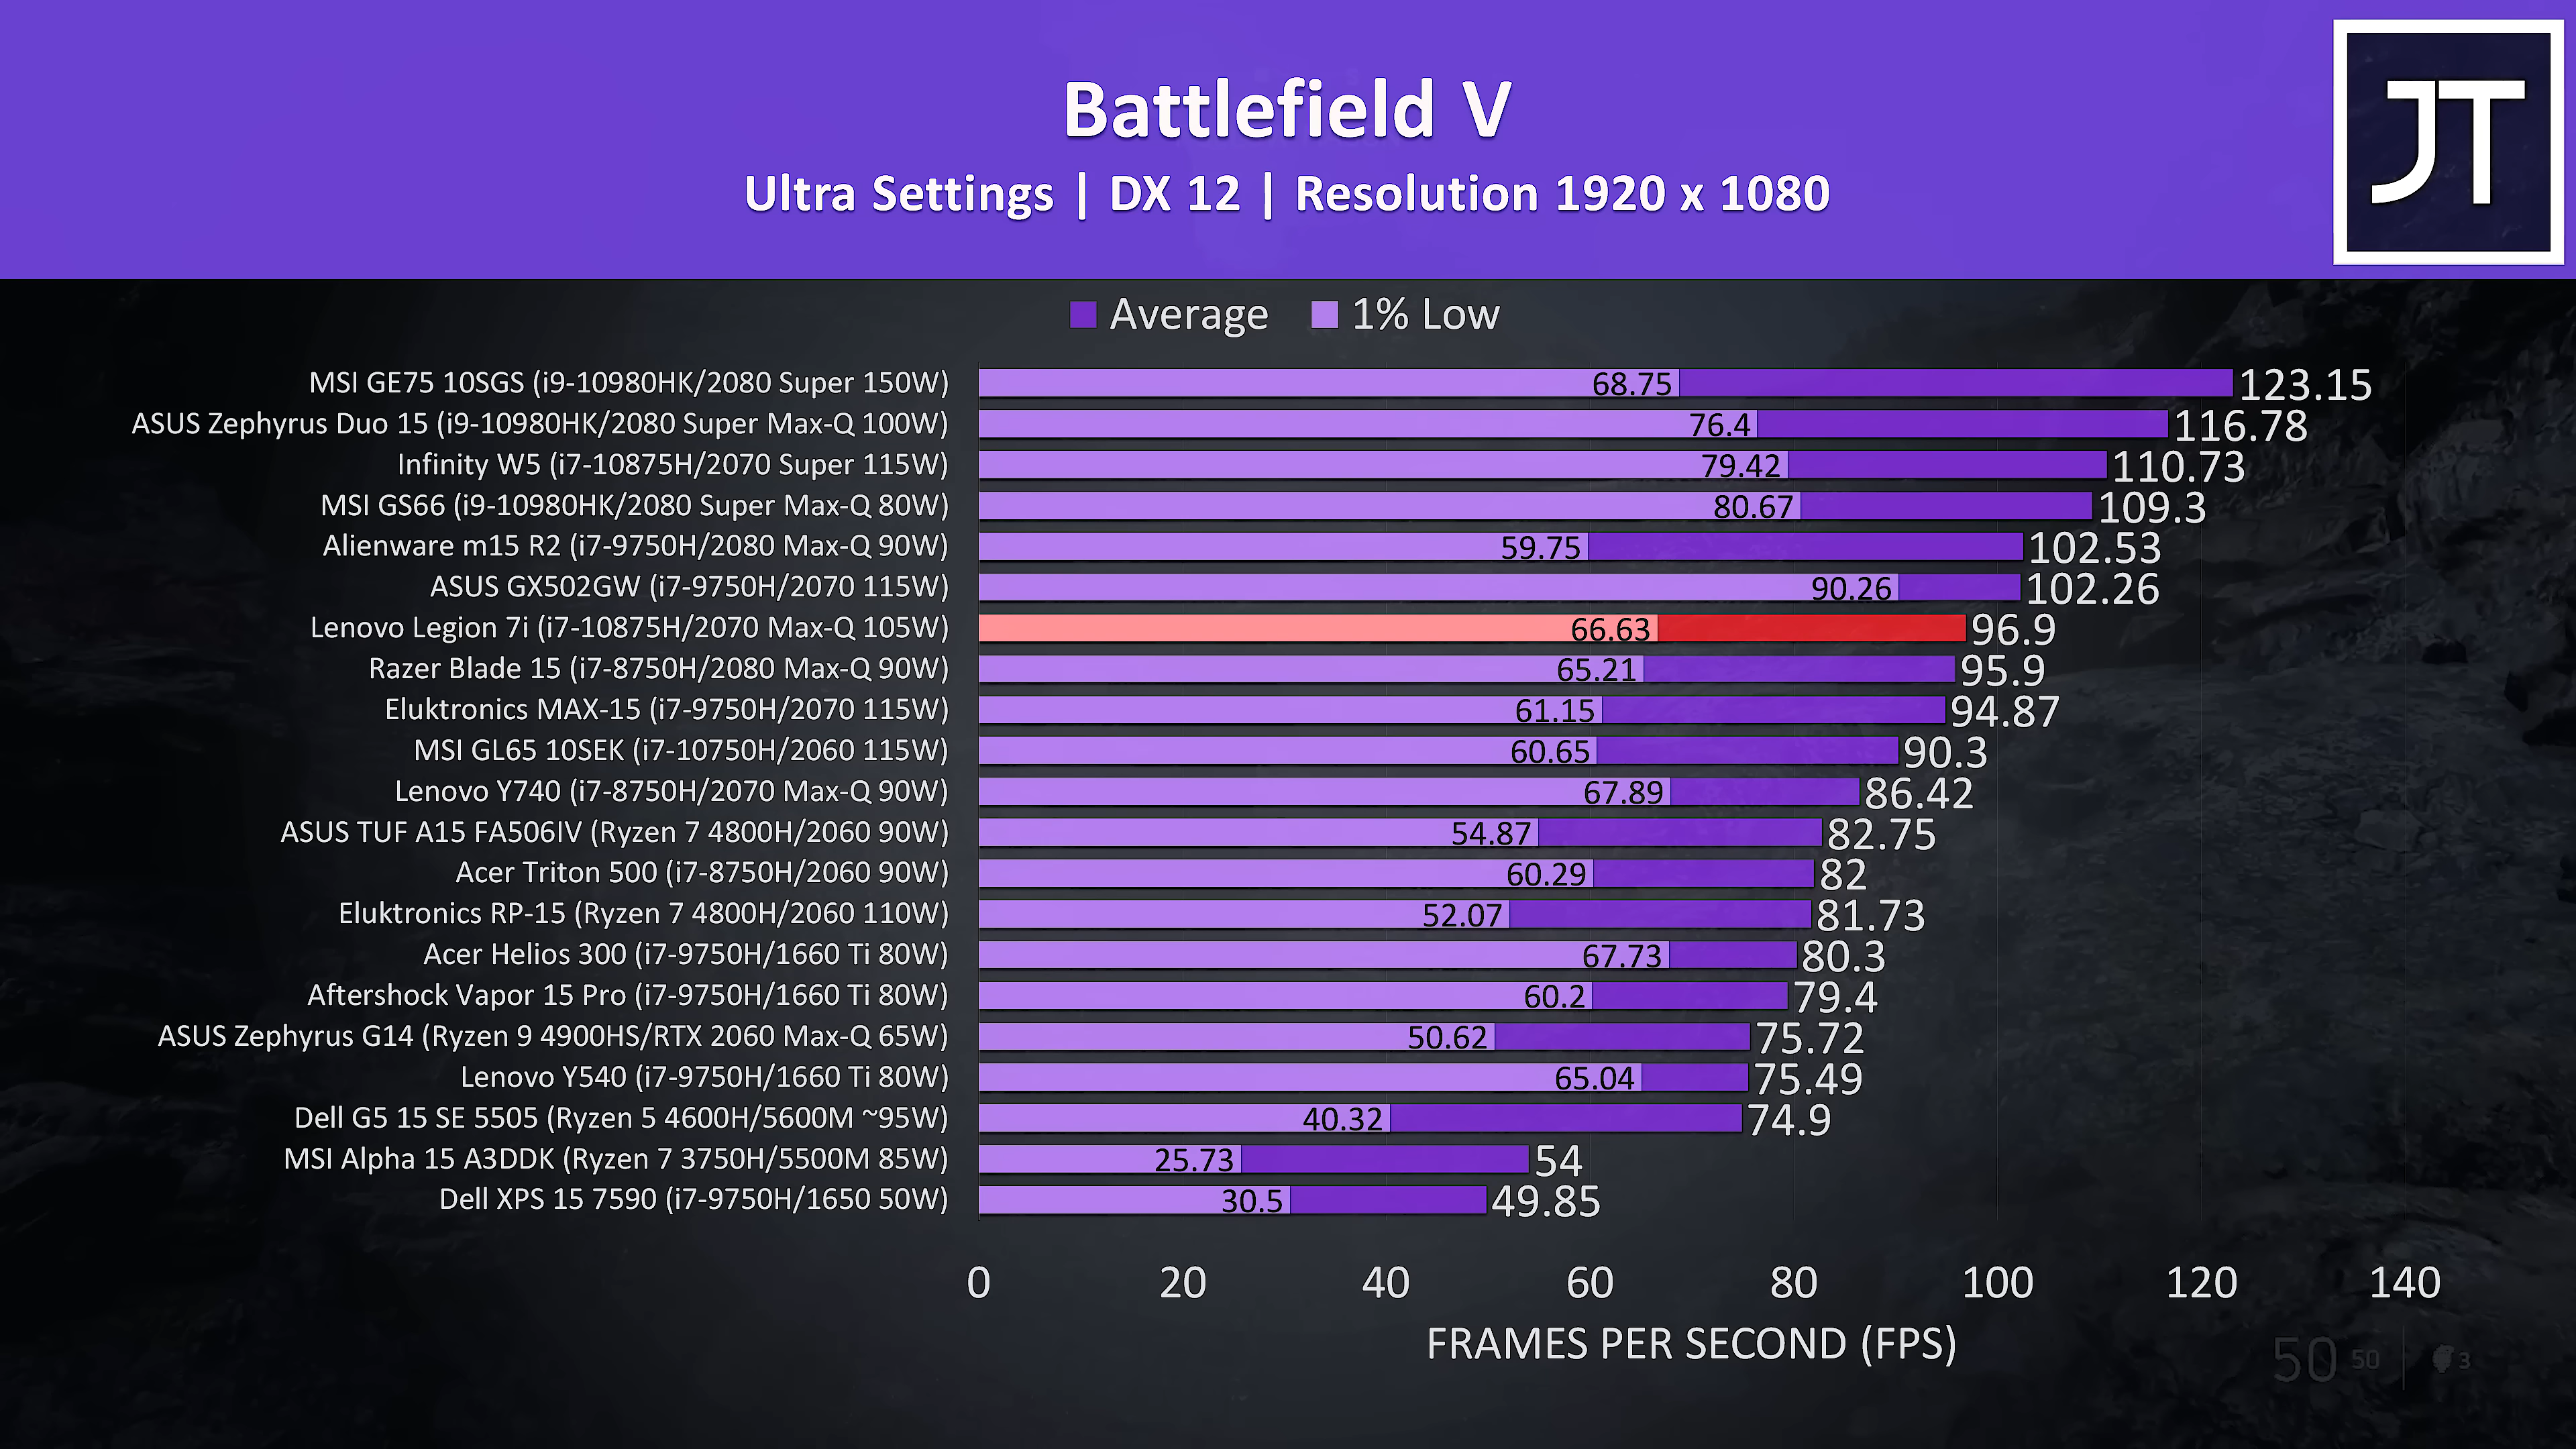 Battlefield V
Ultra Settings | DX 12 | Resolution 1920 x 1080
JT
Average 1% Low
MSI GE75 10SGS (i9-10980HK/2080 Super 150W) 68.75 123.15
ASUS Zephyrus Duo 15 (i9-10980HK/2080 Super Max-Q 100W) 76.4 116.78
Infinity W5 (i7-10875H/2070 Super 115W) 79.42 110.73
MSI GS66 (i9-10980HK/2080 Super Max-Q 80W) 80.67 109.3
Alienware m15 R2 (i7-9750H/2080 Max-Q 90W) 59.75 102.53
ASUS GX502GW (i7-9750H/2070 115W) 90.26 102.26
Lenovo Legion 7i (i7-10875H/2070 Max-Q 105W) 66.63 96.9
Razer Blade 15 (i7-8750H/2080 Max-Q 90W) 65.21 95.9
Eluktronics MAX-15 (i7-9750H/2070 115W) 61.15 94.87
MSI GL65 10SEK (i7-10750H/2060 115W) 60.65 90.3
Lenovo Y740 (i7-8750H/2070 Max-Q 90W) 67.89 86.42
ASUS TUF A15 FA506IV (Ryzen 7 4800H/2060 90W) 54.87 82.75
Acer Triton 500 (i7-8750H/2060 90W) 60.29 82
Eluktronics RP-15 (Ryzen 7 4800H/2060 110W) 52.07 81.73
Acer Helios 300 (i7-9750H/1660 Ti 80W) 67.73 80.3
Aftershock Vapor 15 Pro (i7-9750H/1660 Ti 80W) 60.2 79.4
ASUS Zephyrus G14 (Ryzen 9 4900HS/RTX 2060 Max-Q 65W) 50.62 75.72
Lenovo Y540 (i7-9750H/1660 Ti 80W) 65.04 75.49
Dell G5 15 SE 5505 (Ryzen 5 4600H/5600M ~95W) 40.32 74.9
MSI Alpha 15 A3DDK (Ryzen 7 3750H/5500M 85W) 25.73 54
Dell XPS 15 7590 (i7-9750H/1650 50W) 30.5 49.85
0 20 40 60 80 100 120 140
FRAMES PER SECOND (FPS)
50 50 3